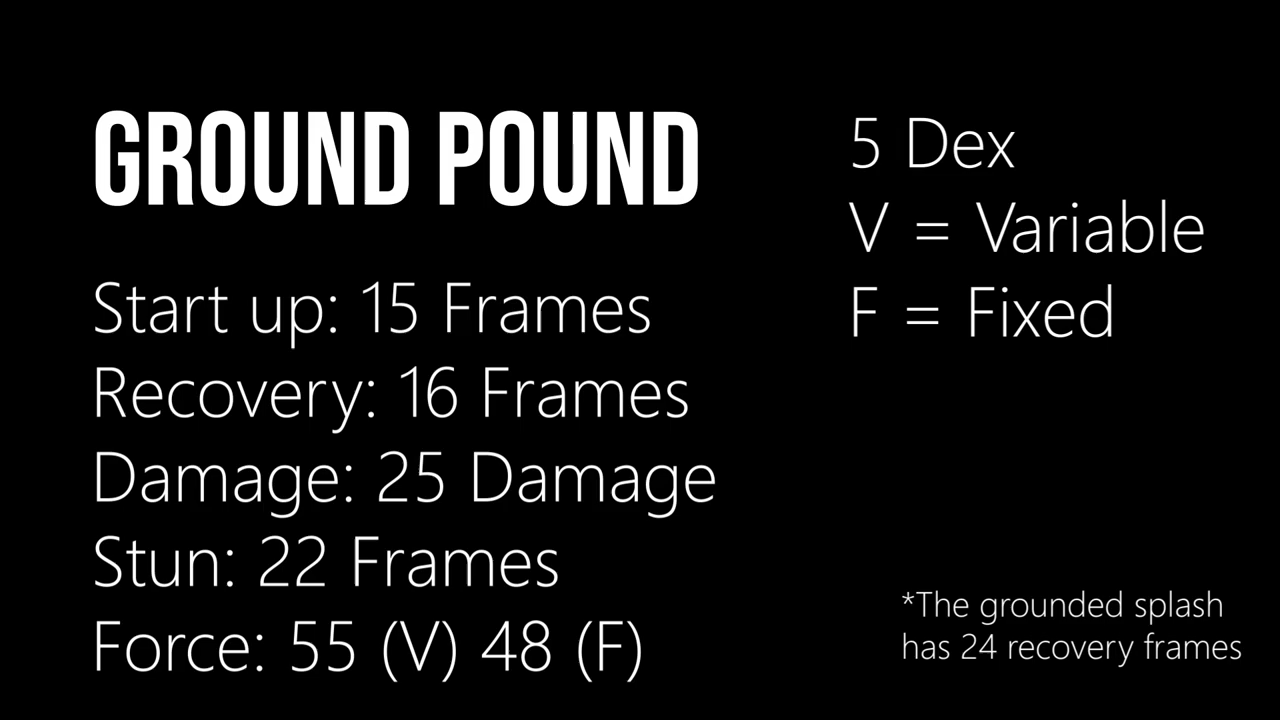 GROUND POUND
Start up: 15 Frames
Recovery: 16 Frames
Damage: 25 Damage
Stun: 22 Frames
Force: 55 (V) 48 (F)
5 Dex
V = Variable
F = Fixed
*The grounded splash
has 24 recovery frames